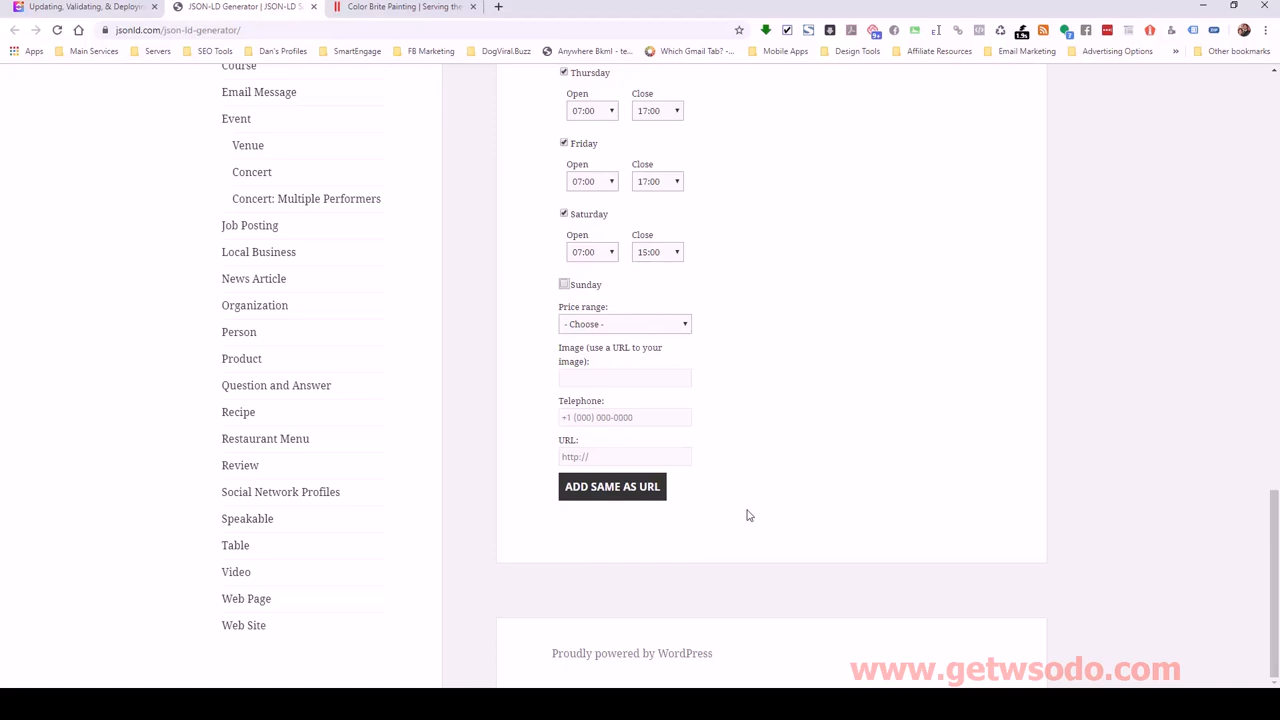 Updating, Validating, & Deployin
JSON-LD Generator | JSON-LD S
Color Brite Painting | Serving the
jsonld.com/json-ld-generator/
Apps
Main Services
Servers
SEO Tools
Dan's Profiles
SmartEngage
FB Marketing
DogViral.Buzz
Anywhere Bkml - te...
Which Gmail Tab? -...
Mobile Apps
Design Tools
Affiliate Resources
Email Marketing
Advertising Options
Other bookmarks
Course
Email Message
Event
Venue
Concert
Concert: Multiple Performers
Job Posting
Local Business
News Article
Organization
Person
Product
Question and Answer
Recipe
Restaurant Menu
Review
Social Network Profiles
Speakable
Table
Video
Web Page
Web Site
Thursday
Open Close
07:00 17:00
Friday
Open Close
07:00 17:00
Saturday
Open Close
07:00 15:00
Sunday
Price range:
- Choose -
Image (use a URL to your
image):
Telephone:
+1 (000) 000-0000
URL:
http://
ADD SAME AS URL
Proudly powered by WordPress
www.getwsodo.com